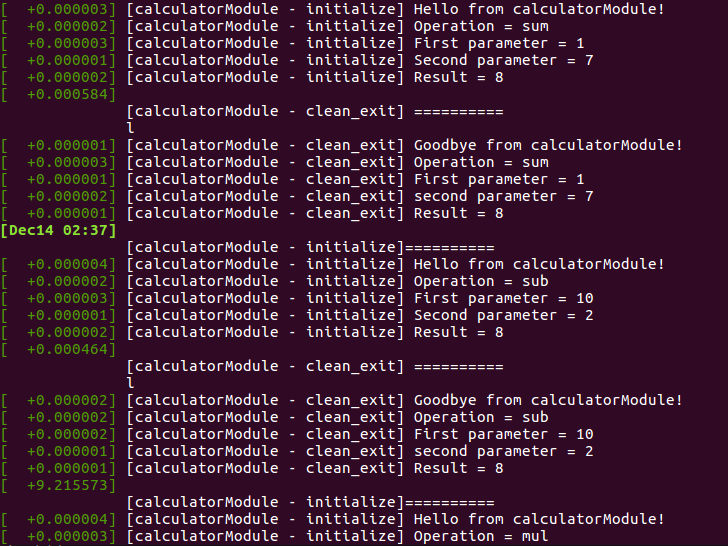 [  +0.000003] [calculatorModule - initialize] Hello from calculatorModule!
[  +0.000002] [calculatorModule - initialize] Operation = sum
[  +0.000003] [calculatorModule - initialize] First parameter = 1
[  +0.000001] [calculatorModule - initialize] Second parameter = 7
[  +0.000002] [calculatorModule - initialize] Result = 8
[  +0.000584]
[calculatorModule - clean_exit] ==========
l
[  +0.000001] [calculatorModule - clean_exit] Goodbye from calculatorModule!
[  +0.000003] [calculatorModule - clean_exit] Operation = sum
[  +0.000001] [calculatorModule - clean_exit] First parameter = 1
[  +0.000002] [calculatorModule - clean_exit] second parameter = 7
[  +0.000001] [calculatorModule - clean_exit] Result = 8
[Dec14 02:37]
[calculatorModule - initialize]==========
[  +0.000004] [calculatorModule - initialize] Hello from calculatorModule!
[  +0.000002] [calculatorModule - initialize] Operation = sub
[  +0.000003] [calculatorModule - initialize] First parameter = 10
[  +0.000001] [calculatorModule - initialize] Second parameter = 2
[  +0.000002] [calculatorModule - initialize] Result = 8
[  +0.000464]
[calculatorModule - clean_exit] ==========
l
[  +0.000002] [calculatorModule - clean_exit] Goodbye from calculatorModule!
[  +0.000002] [calculatorModule - clean_exit] Operation = sub
[  +0.000002] [calculatorModule - clean_exit] First parameter = 10
[  +0.000001] [calculatorModule - clean_exit] second parameter = 2
[  +0.000001] [calculatorModule - clean_exit] Result = 8
[  +9.215573]
[calculatorModule - initialize]==========
[  +0.000004] [calculatorModule - initialize] Hello from calculatorModule!
[  +0.000003] [calculatorModule - initialize] Operation = mul